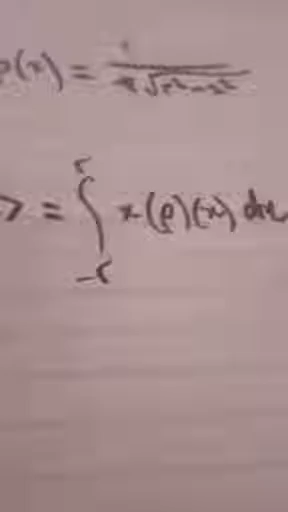 ρ(x) = 1 / π√r²-x²
> = ∫_{-r}^{r} x(ρ)(x) dx